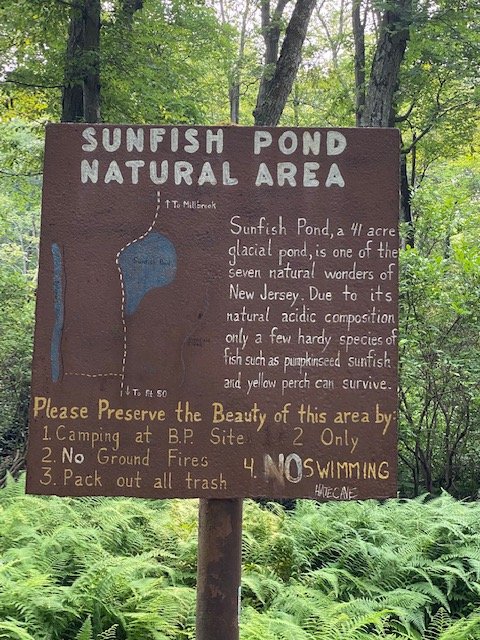 SUNFISH POND
NATURAL AREA
↑ To Millbrook
Sunfish Pond
Sunfish Pond, a 41 acre
glacial pond, is one of the
seven natural wonders of
New Jersey. Due to its
natural acidic composition
only a few hardy species of
fish such as pumpkinseed sunfish
and yellow perch can survive.
↓ To Rt. 80
Please Preserve the Beauty of this area by:
1. Camping at B.P. Site 2 Only
2. No Ground Fires
3. Pack out all trash
4. NO SWIMMING